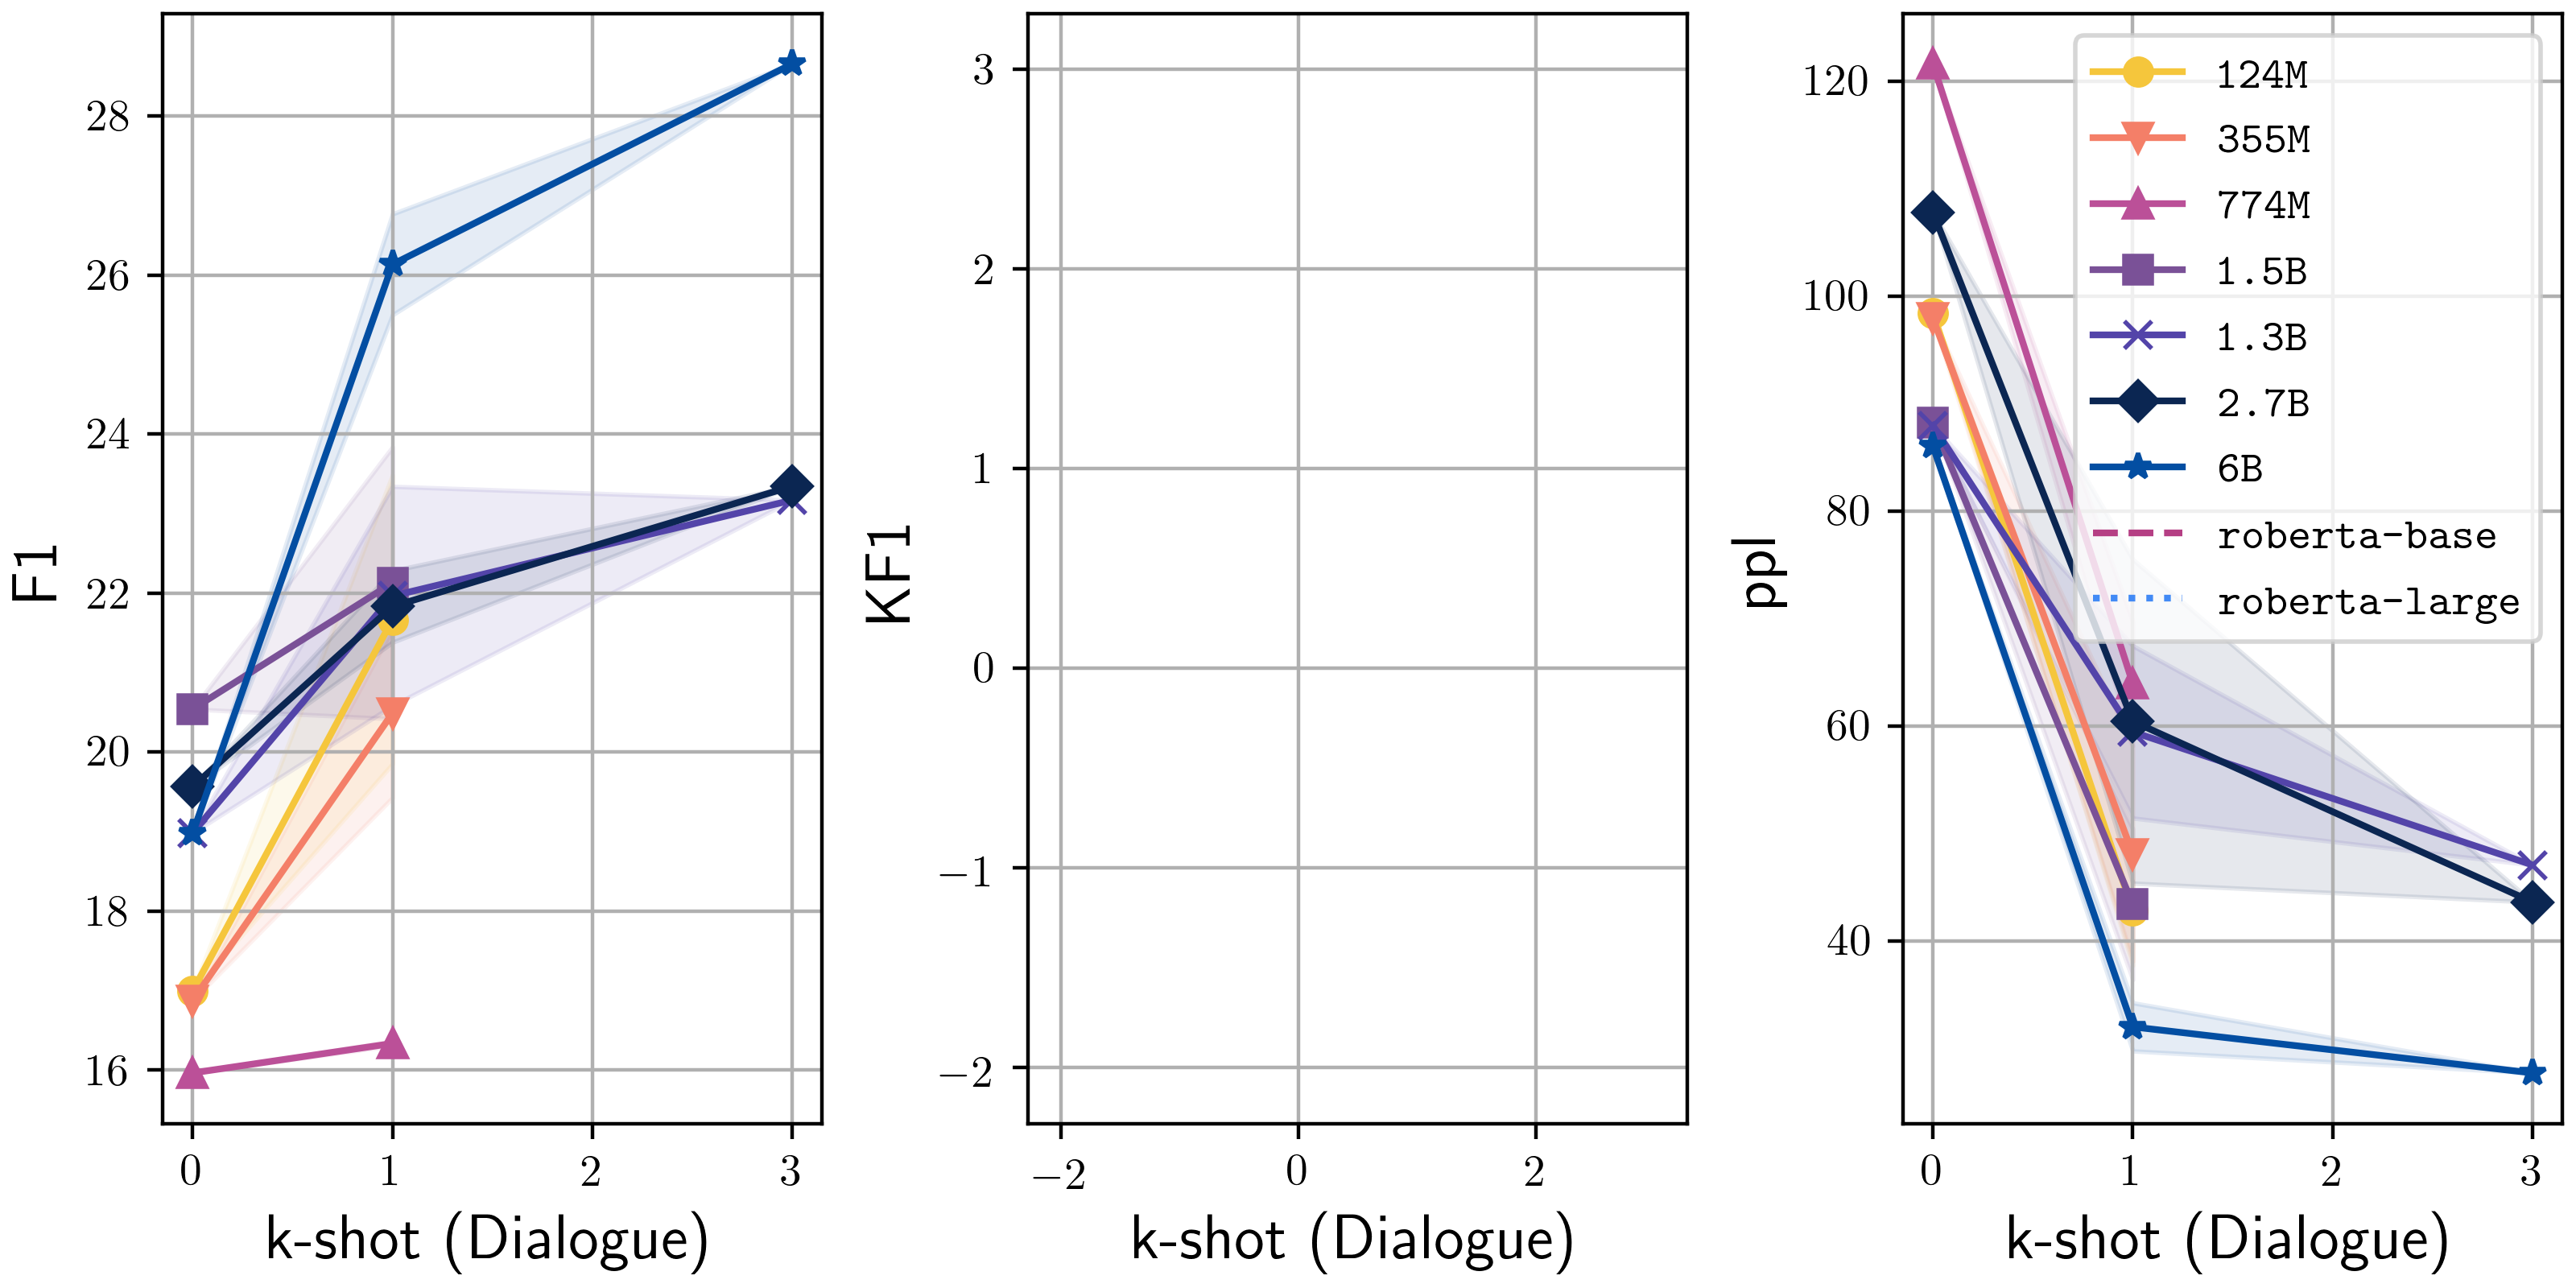 F1
28
26
24
22
20
18
16
0 1 2 3
k-shot (Dialogue)
KF1
3
2
1
0
−1
−2
−2 0 2
k-shot (Dialogue)
ppl
120
100
80
60
40
0 1 2 3
k-shot (Dialogue)
124M
355M
774M
1.5B
1.3B
2.7B
6B
roberta-base
roberta-large